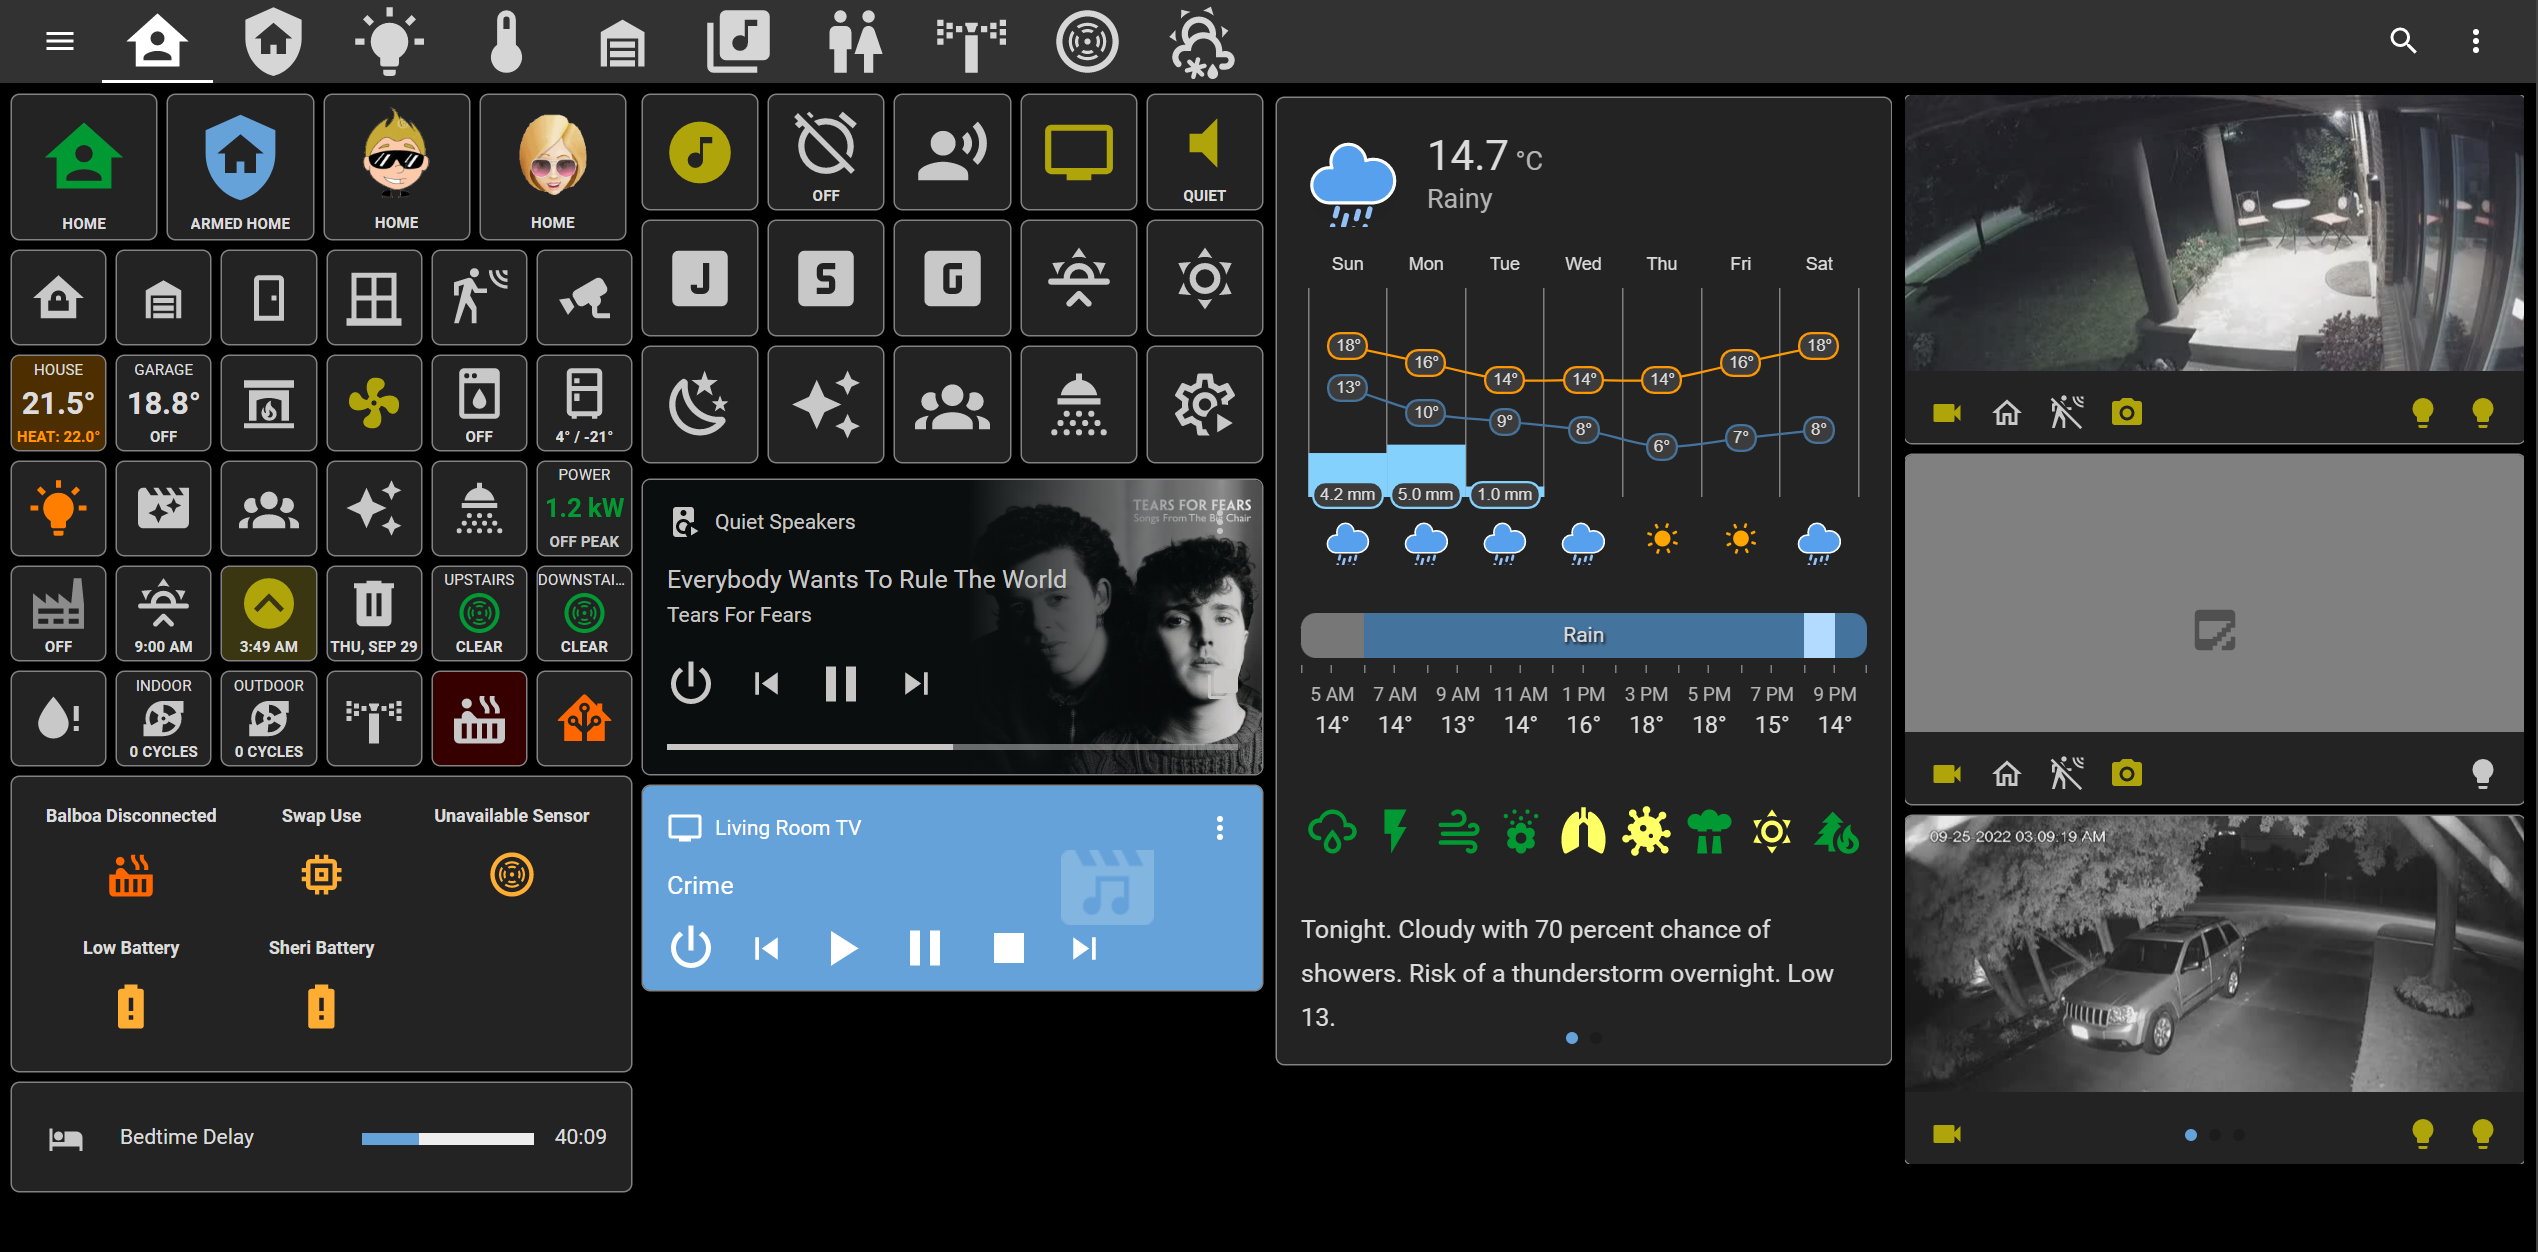 HOME
ARMED HOME
HOME
HOME
HOUSE
21.5°
HEAT: 22.0°
GARAGE
18.8°
OFF
OFF
4° / -21°
POWER
1.2 kW
OFF PEAK
OFF
9:00 AM
3:49 AM
THU, SEP 29
UPSTAIRS
CLEAR
DOWNSTAI...
CLEAR
INDOOR
0 CYCLES
OUTDOOR
0 CYCLES
Balboa Disconnected
Swap Use
Unavailable Sensor
Low Battery
Sheri Battery
Bedtime Delay
40:09
OFF
QUIET
J
S
G
Quiet Speakers
TEARS FOR FEARS
Songs From The Big Chair
Everybody Wants To Rule The World
Tears For Fears
Living Room TV
Crime
14.7 °C
Rainy
Sun Mon Tue Wed Thu Fri Sat
18° 16° 14° 14° 14° 16° 18°
13° 10° 9° 8° 6° 7° 8°
4.2 mm 5.0 mm 1.0 mm
Rain
5 AM 7 AM 9 AM 11 AM 1 PM 3 PM 5 PM 7 PM 9 PM
14° 14° 13° 14° 16° 18° 18° 15° 14°
Tonight. Cloudy with 70 percent chance of
showers. Risk of a thunderstorm overnight. Low
13.
09-25-2022 03:09:19 AM